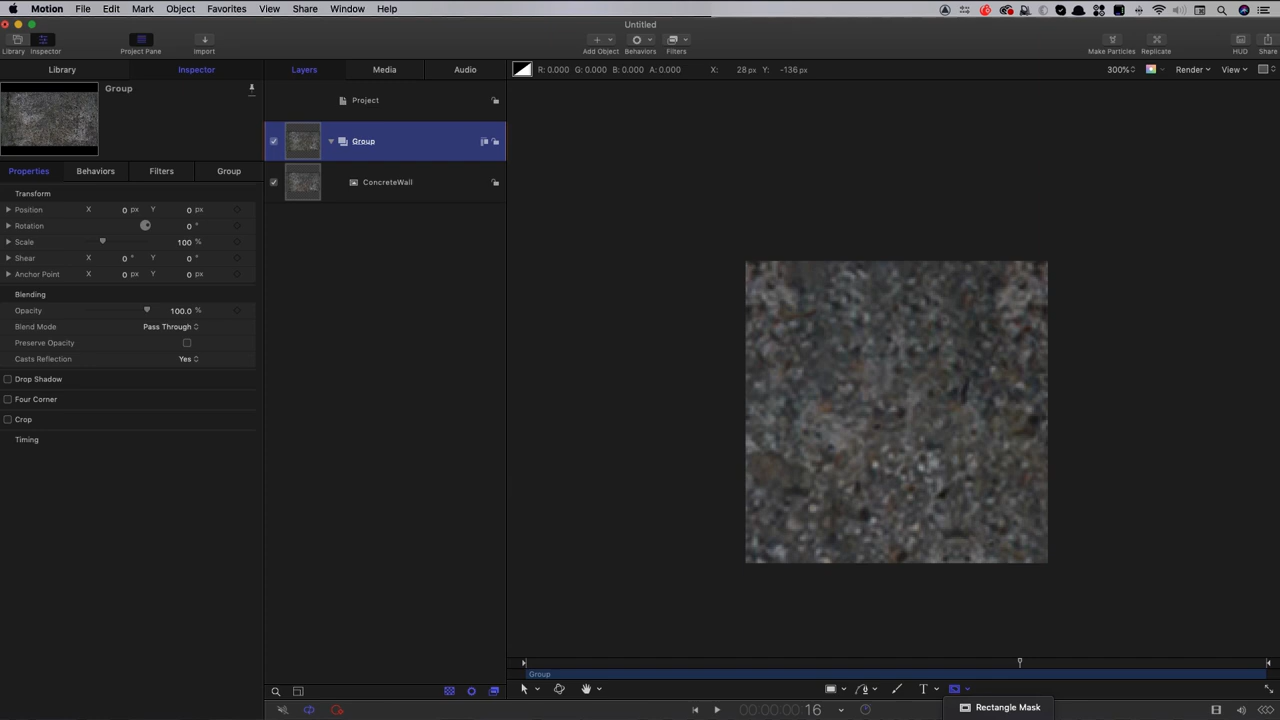 Motion File Edit Mark Object Favorites View Share Window Help
Untitled
Library Inspector Project Pane Import Add Object Behaviors Filters Make Particles Replicate HUD Share
Library Inspector Layers Media Audio R: 0.000 G: 0.000 B: 0.000 A: 0.000 X: 28 px Y: -136 px 300% Render View
Group
Project
Group
Properties Behaviors Filters Group
ConcreteWall
Transform
Position X 0 px Y 0 px
Rotation 0 °
Scale 100 %
Shear X 0 ° Y 0 °
Anchor Point X 0 px Y 0 px
Blending
Opacity 100.0 %
Blend Mode Pass Through
Preserve Opacity
Casts Reflection Yes
Drop Shadow
Four Corner
Crop
Timing
Group
T
Rectangle Mask
00:00:00:16